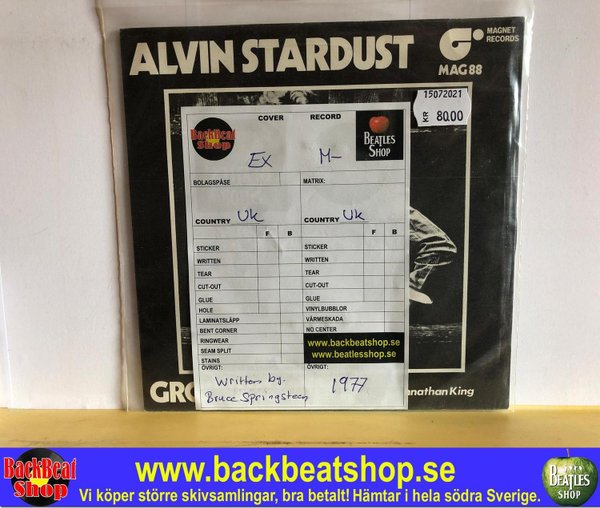 ALVIN STARDUST
MAGNET
RECORDS
MAG 88
15072021
KR 80.00
COVER
RECORD
BackBeat
Shop
EX
M-
BEATLES
SHOP
BOLAGSPÅSE
MATRIX:
COUNTRY UK
COUNTRY UK
F B
F B
STICKER
WRITTEN
TEAR
CUT-OUT
GLUE
HOLE
LAMINATSLÄPP
BENT CORNER
RINGWEAR
SEAM SPLIT
STAINS
STICKER
WRITTEN
TEAR
CUT-OUT
GLUE
VINYLBUBBLOR
VÄRMESKADA
NO CENTER
www.backbeatshop.se
www.beatlesshop.se
ÖVRIGT:
Written by
Bruce Springsteen
ÖVRIGT:
1977
GRO
nnathan King
BackBeat
Shop
www.backbeatshop.se
Vi köper större skivsamlingar, bra betalt! Hämtar i hela södra Sverige.
BEATLES
SHOP